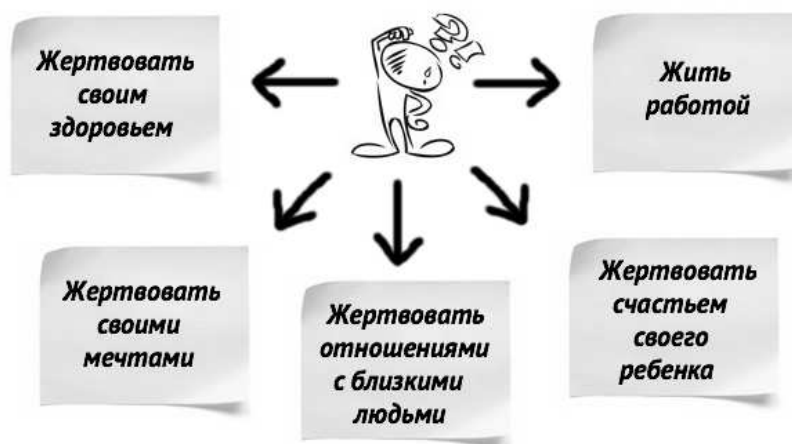 Жертвовать
своим
здоровьем
Жить
работой
Жертвовать
своими
мечтами
Жертвовать
отношениями
с близкими
людьми
Жертвовать
счастьем
своего
ребенка